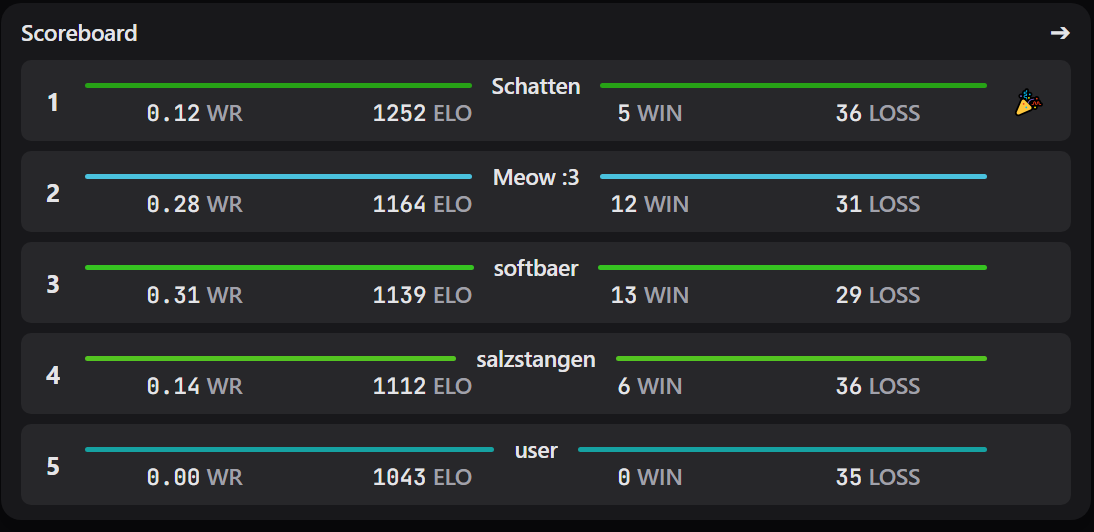 Scoreboard →
1
Schatten
0.12 WR 1252 ELO 5 WIN 36 LOSS
2
Meow :3
0.28 WR 1164 ELO 12 WIN 31 LOSS
3
softbaer
0.31 WR 1139 ELO 13 WIN 29 LOSS
4
salzstangen
0.14 WR 1112 ELO 6 WIN 36 LOSS
5
user
0.00 WR 1043 ELO 0 WIN 35 LOSS